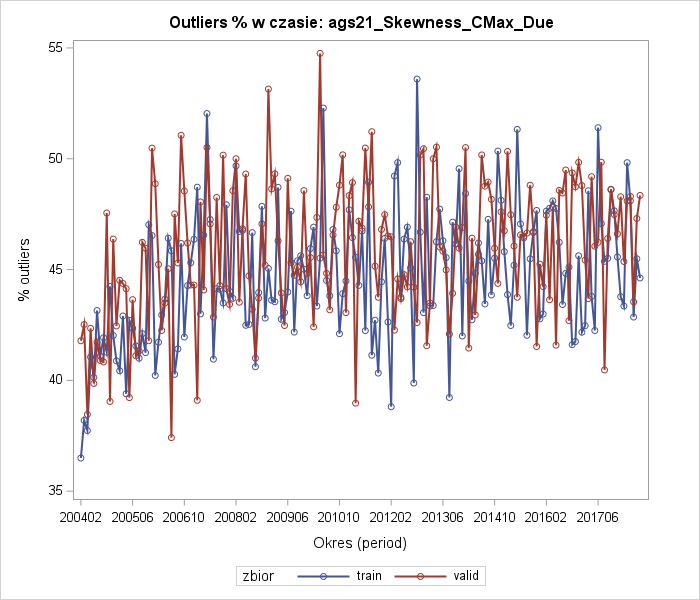 Outliers % w czasie: ags21_Skewness_CMax_Due
55
50
45
40
35
% outliers
200402 200506 200610 200802 200906 201010 201202 201306 201410 201602 201706
Okres (period)
zbior train valid